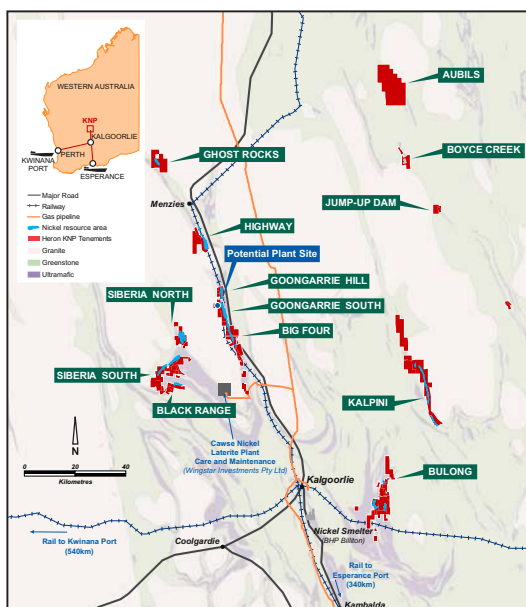 WESTERN AUSTRALIA
KNP
KALGOORLIE
PERTH
KWINANA
PORT
ESPERANCE
Major Road
Railway
Gas pipeline
Nickel resource area
Heron KNP Tenements
Granite
Greenstone
Ultramafic
AUBILS
BOYCE CREEK
GHOST ROCKS
JUMP-UP DAM
Menzies
HIGHWAY
Potential Plant Site
GOONGARRIE HILL
SIBERIA NORTH
GOONGARRIE SOUTH
BIG FOUR
SIBERIA SOUTH
KALPINI
BLACK RANGE
N
Cawse Nickel
Laterite Plant
Care and Maintenance
(Wingstar Investments Pty Ltd)
0 20 40
Kilometres
BULONG
Kalgoorlie
Nickel Smelter
(BHP Billiton)
Rail to Kwinana Port
(540km)
Coolgardie
Rail to
Esperance Port
(340km)
Kambalda